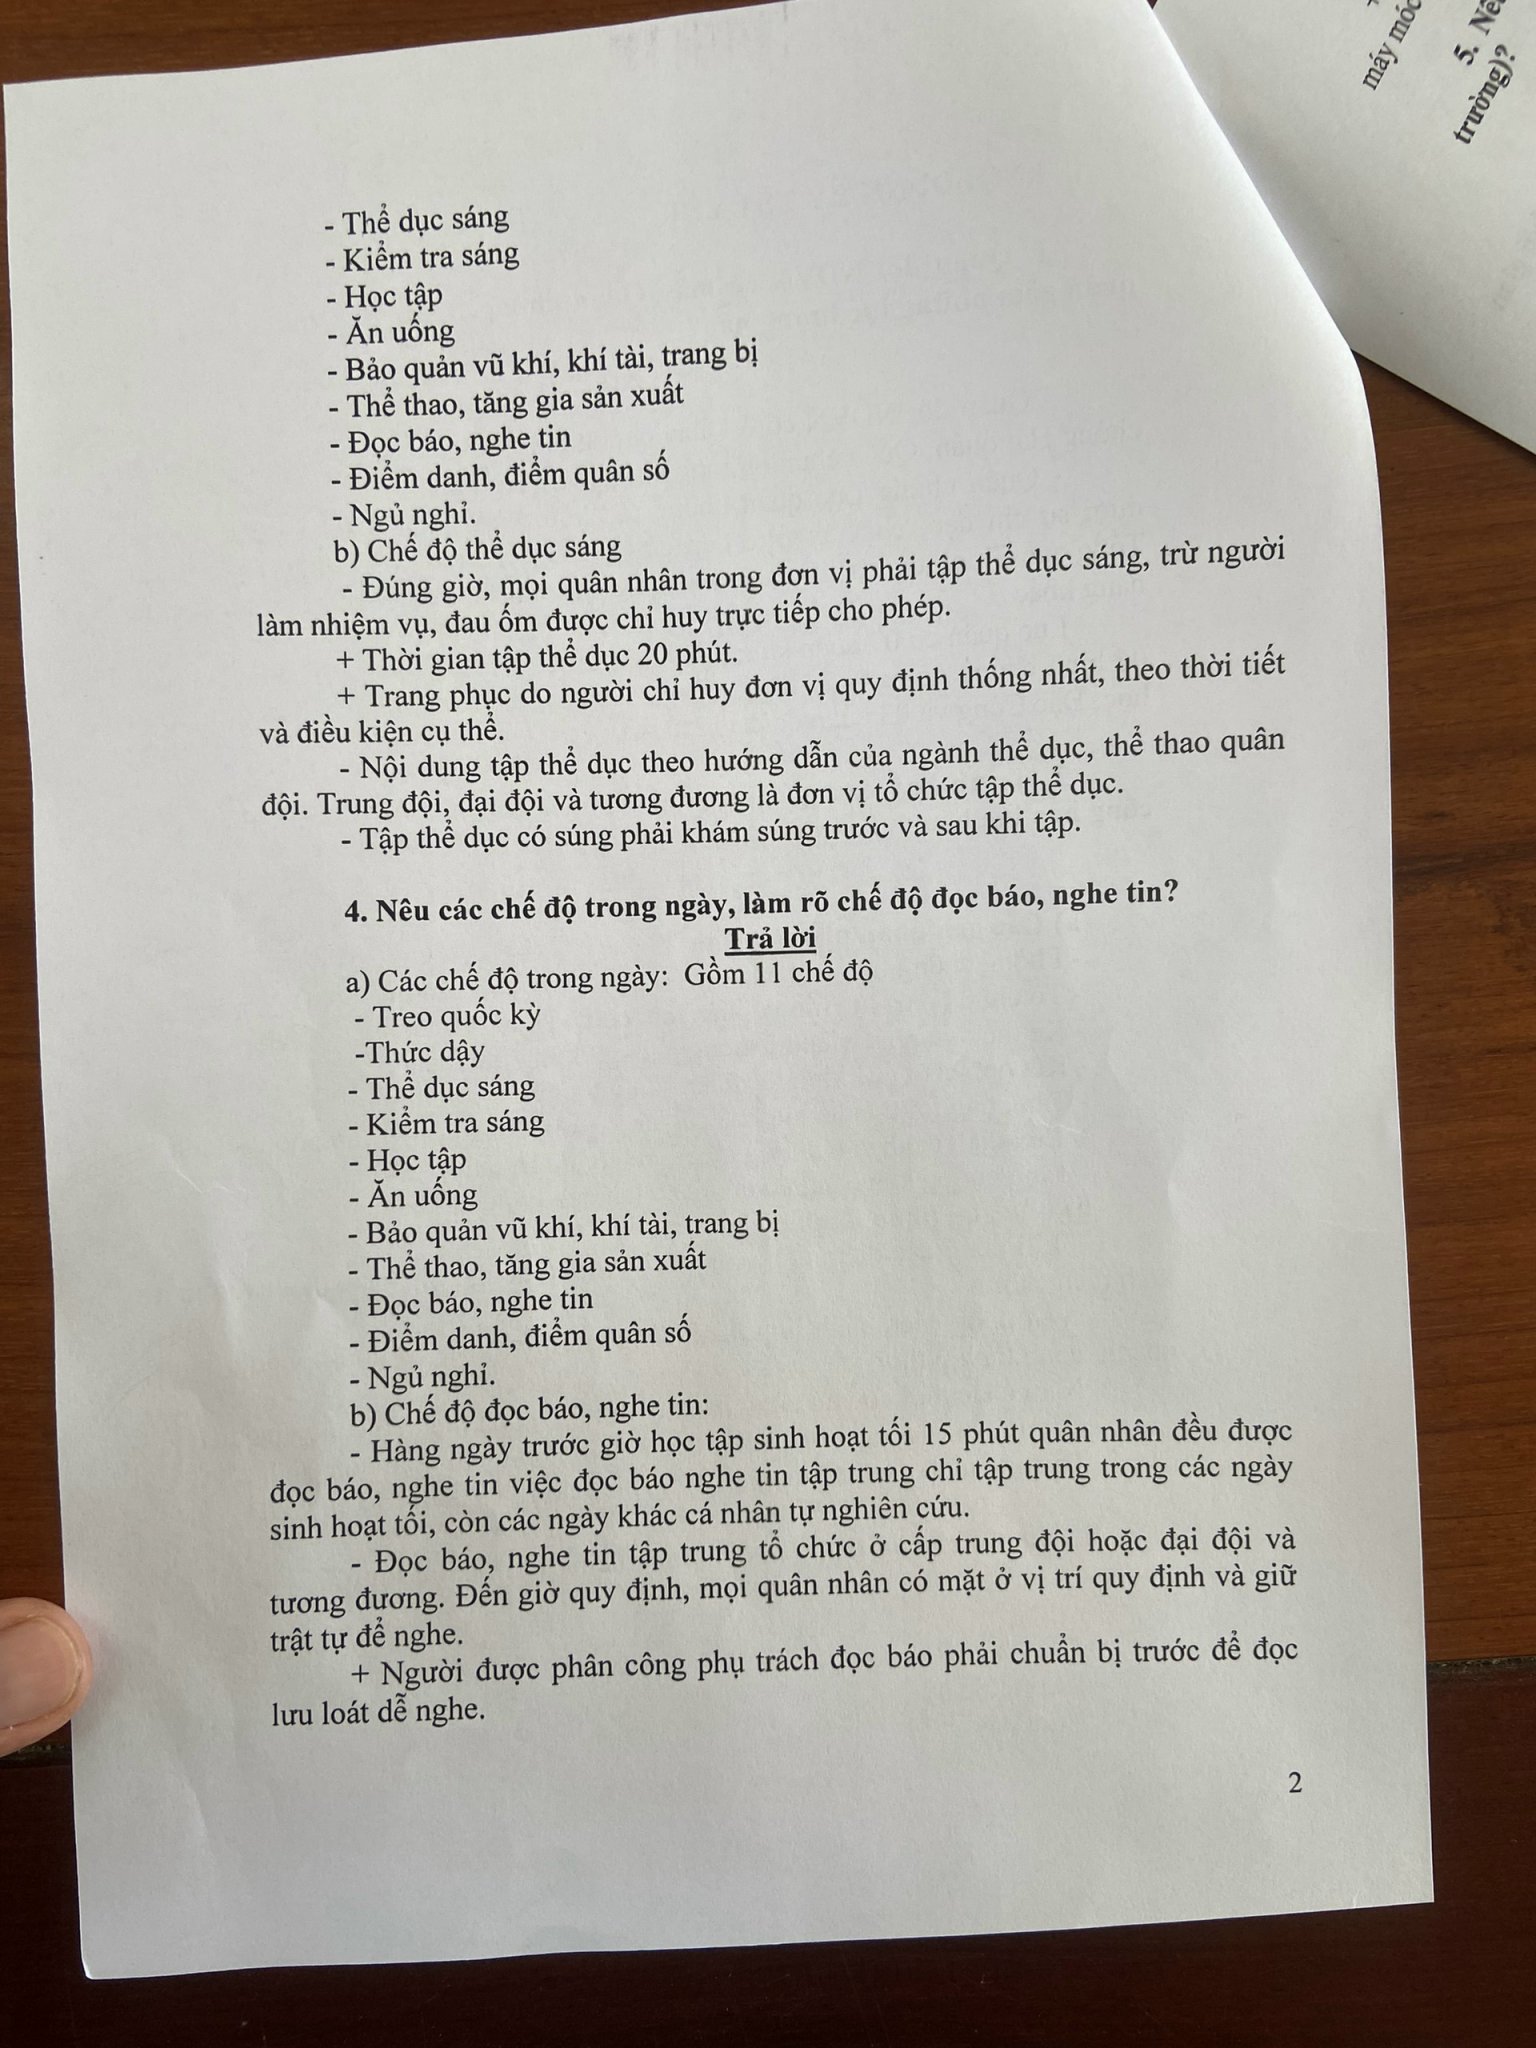 - Thể dục sáng
- Kiểm tra sáng
- Học tập
- Ăn uống
- Bảo quản vũ khí, khí tài, trang bị
- Thể thao, tăng gia sản xuất
- Đọc báo, nghe tin
- Điểm danh, điểm quân số
- Ngủ nghỉ.
b) Chế độ thể dục sáng
- Đúng giờ, mọi quân nhân trong đơn vị phải tập thể dục sáng, trừ người
làm nhiệm vụ, đau ốm được chỉ huy trực tiếp cho phép.
+ Thời gian tập thể dục 20 phút.
+ Trang phục do người chỉ huy đơn vị quy định thống nhất, theo thời tiết
và điều kiện cụ thể.
- Nội dung tập thể dục theo hướng dẫn của ngành thể dục, thể thao quân
đội. Trung đội, đại đội và tương đương là đơn vị tổ chức tập thể dục.
- Tập thể dục có súng phải khám súng trước và sau khi tập.
4. Nêu các chế độ trong ngày, làm rõ chế độ đọc báo, nghe tin?
Trả lời
a) Các chế độ trong ngày: Gồm 11 chế độ
- Treo quốc kỳ
-Thức dậy
- Thể dục sáng
- Kiểm tra sáng
- Học tập
- Ăn uống
- Bảo quản vũ khí, khí tài, trang bị
- Thể thao, tăng gia sản xuất
- Đọc báo, nghe tin
- Điểm danh, điểm quân số
- Ngủ nghỉ.
b) Chế độ đọc báo, nghe tin:
- Hàng ngày trước giờ học tập sinh hoạt tối 15 phút quân nhân đều được
đọc báo, nghe tin việc đọc báo nghe tin tập trung chỉ tập trung trong các ngày
sinh hoạt tối, còn các ngày khác cá nhân tự nghiên cứu.
- Đọc báo, nghe tin tập trung tổ chức ở cấp trung đội hoặc đại đội và
tương đương. Đến giờ quy định, mọi quân nhân có mặt ở vị trí quy định và giữ
trật tự để nghe.
+ Người được phân công phụ trách đọc báo phải chuẩn bị trước để đọc
lưu loát dễ nghe.
2
máy móc
5.
trường)?